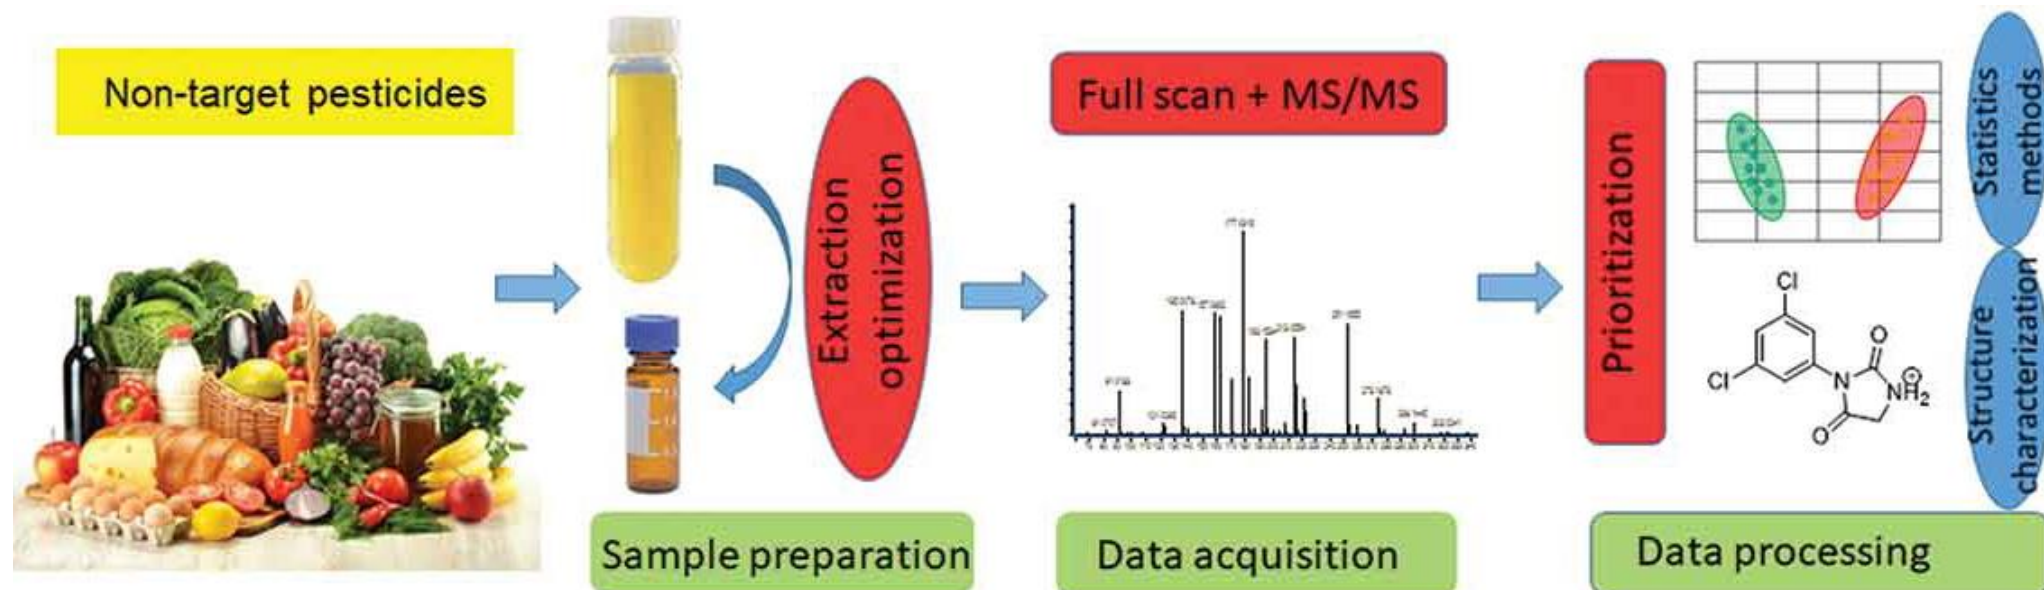 Non-target pesticides
Extraction
optimization
Sample preparation
Full scan + MS/MS
Data acquisition
Prioritization
Statistics
methods
Cl
Cl
O
N
NH2
O
Structure
characterization
Data processing